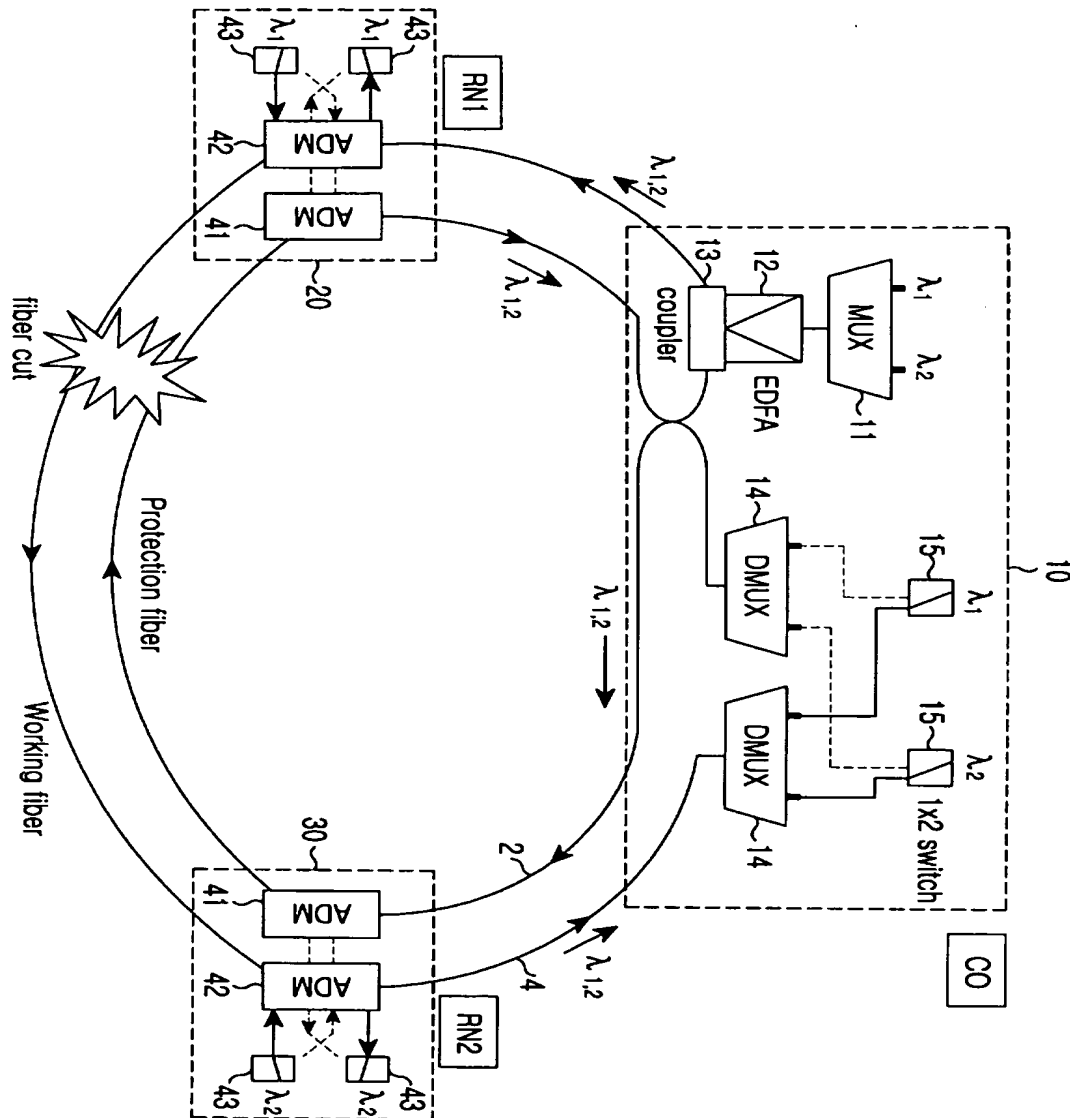 10
CO
λ1
λ2
11
MUX
12
EDFA
13
coupler
14
DMUX
14
DMUX
15
λ1
15
λ2
1x2 switch
λ1,2
λ1,2
λ1,2
λ1,2
2
4
RN1
20
43
λ1
43
λ1
42
ADM
41
ADM
RN2
30
41
ADM
42
ADM
43
λ2
43
λ2
fiber cut
Protection fiber
Working fiber